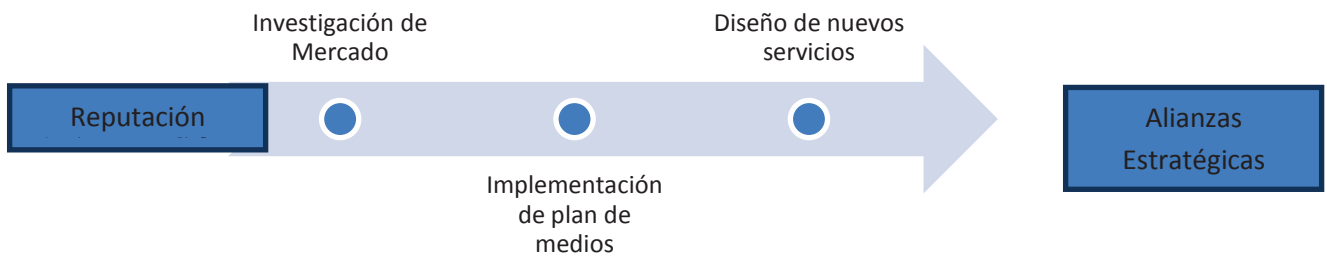 Investigación de
Mercado
Diseño de nuevos
servicios
Reputación
Alianzas
Estratégicas
Implementación
de plan de
medios